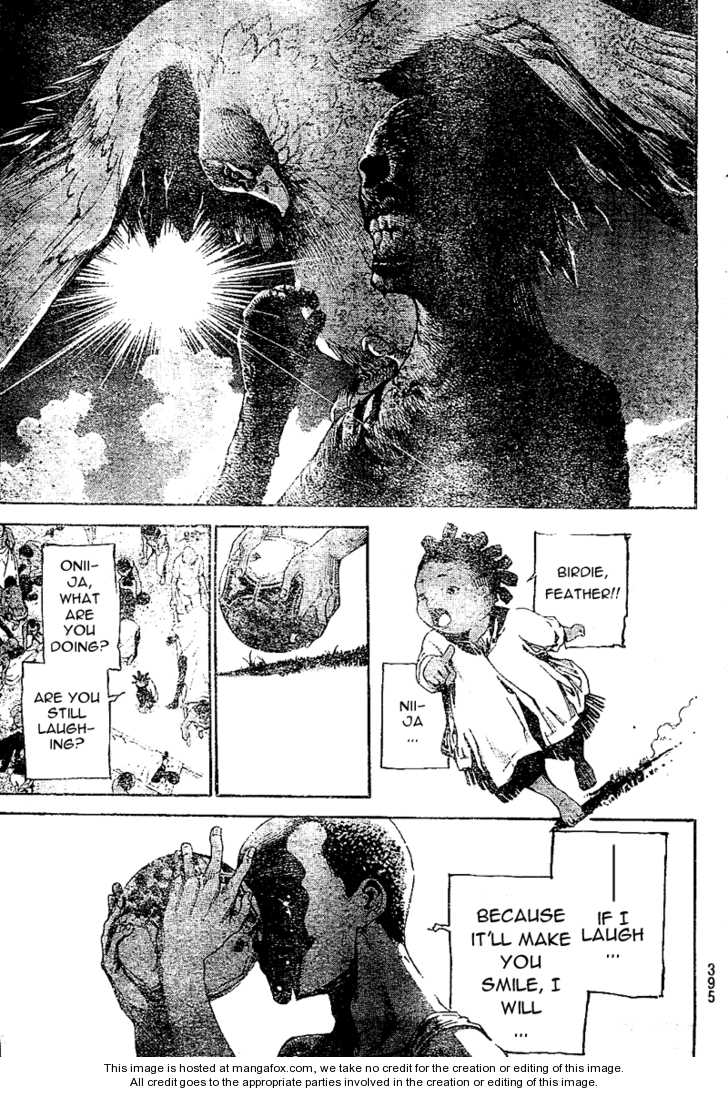 BIRDIE,
FEATHER!!
NII-
JA
...
ONII-
JA,
WHAT
ARE
YOU
DOING?
ARE YOU
STILL
LAUGH-
ING?
|
IF I
LAUGH
...
BECAUSE
IT'LL MAKE
YOU
SMILE, I
WILL
...
395
This image is hosted at mangafox.com, we take no credit for the creation or editing of this image.
All credit goes to the appropriate parties involved in the creation or editing of this image.